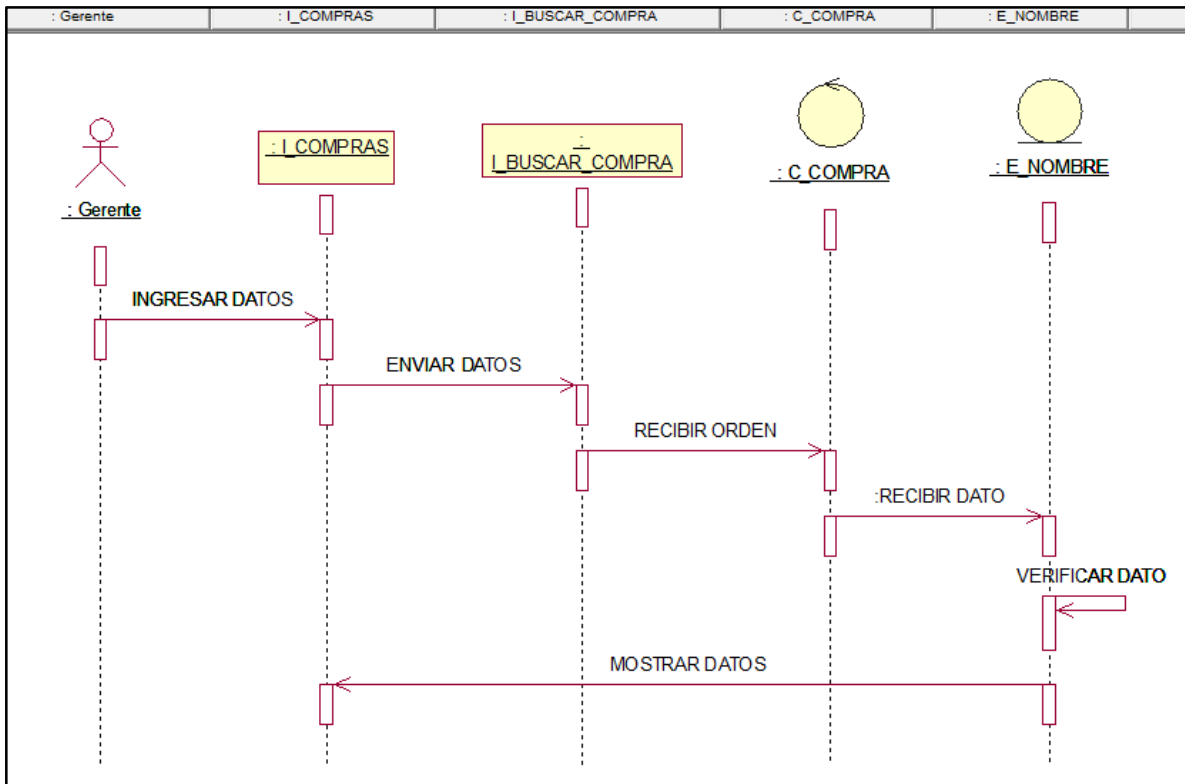 : Gerente
: I_COMPRAS
: I_BUSCAR_COMPRA
: C_COMPRA
: E_NOMBRE
: Gerente
: I_COMPRAS
:
I_BUSCAR_COMPRA
: C_COMPRA
: E_NOMBRE
INGRESAR DATOS
ENVIAR DATOS
RECIBIR ORDEN
:RECIBIR DATO
VERIFICAR DATO
MOSTRAR DATOS